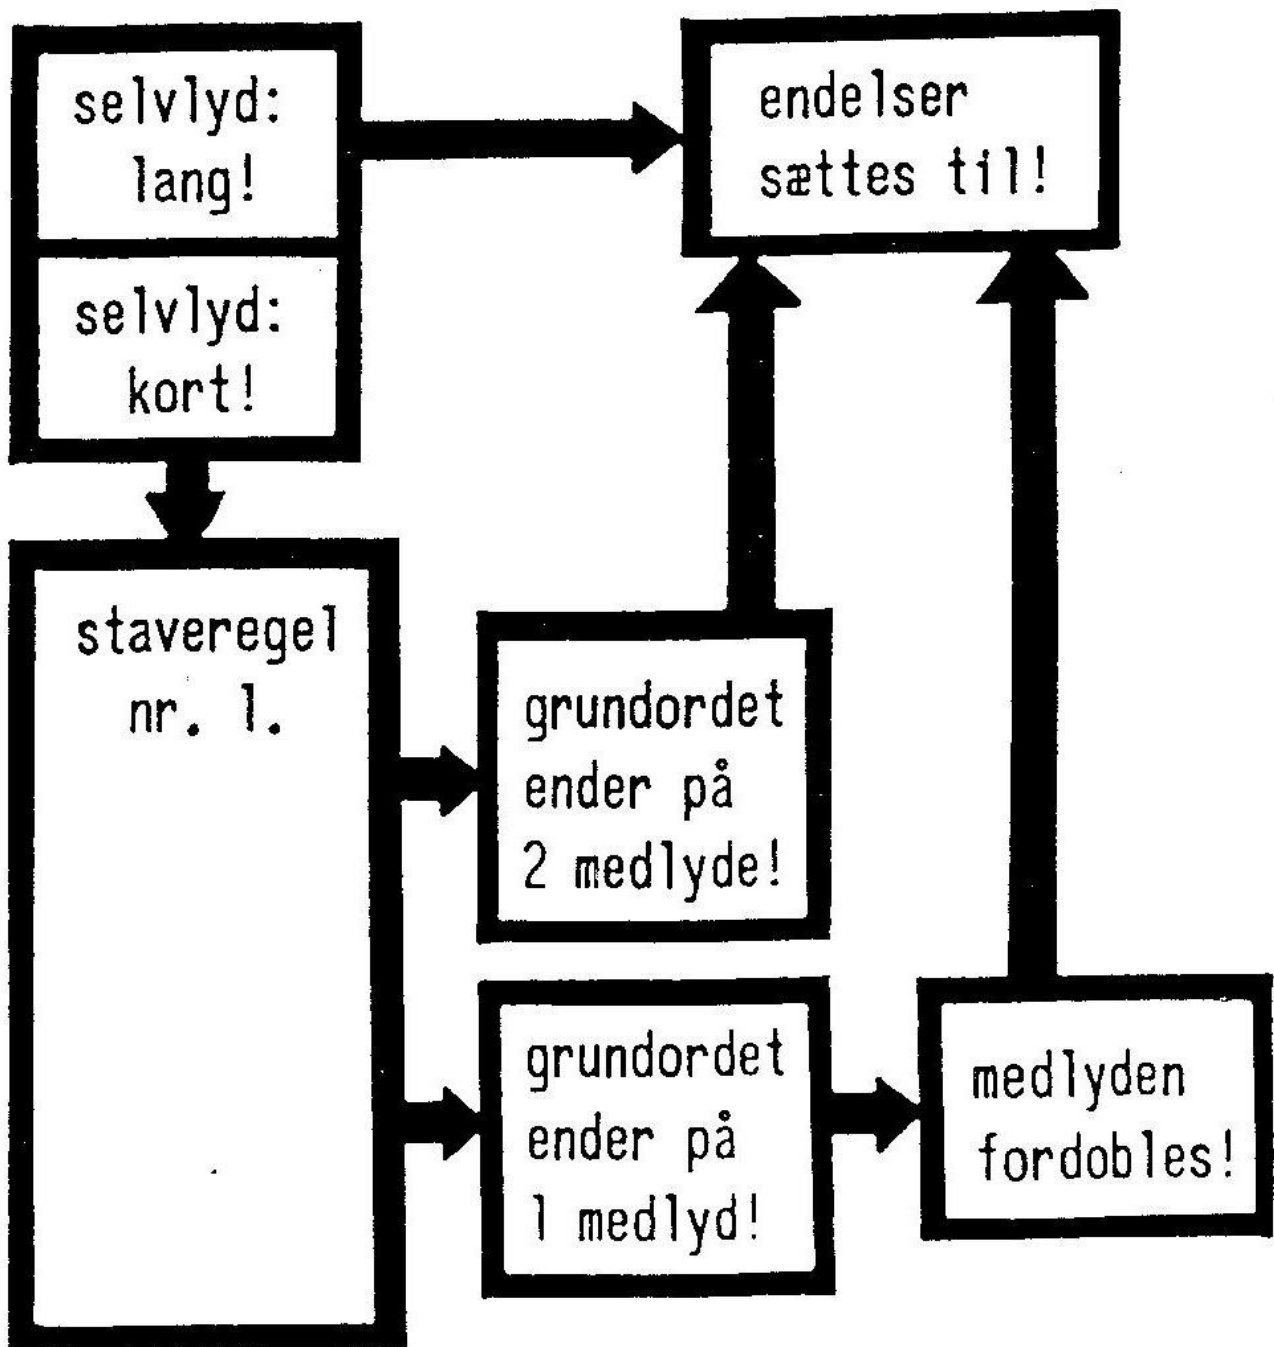 selvlyd:
lang!
selvlyd:
kort!
endelser
sættes til!
staveregel
nr. 1.
grundordet
ender på
2 medlyde!
grundordet
ender på
1 medlyd!
medlyden
fordobles!